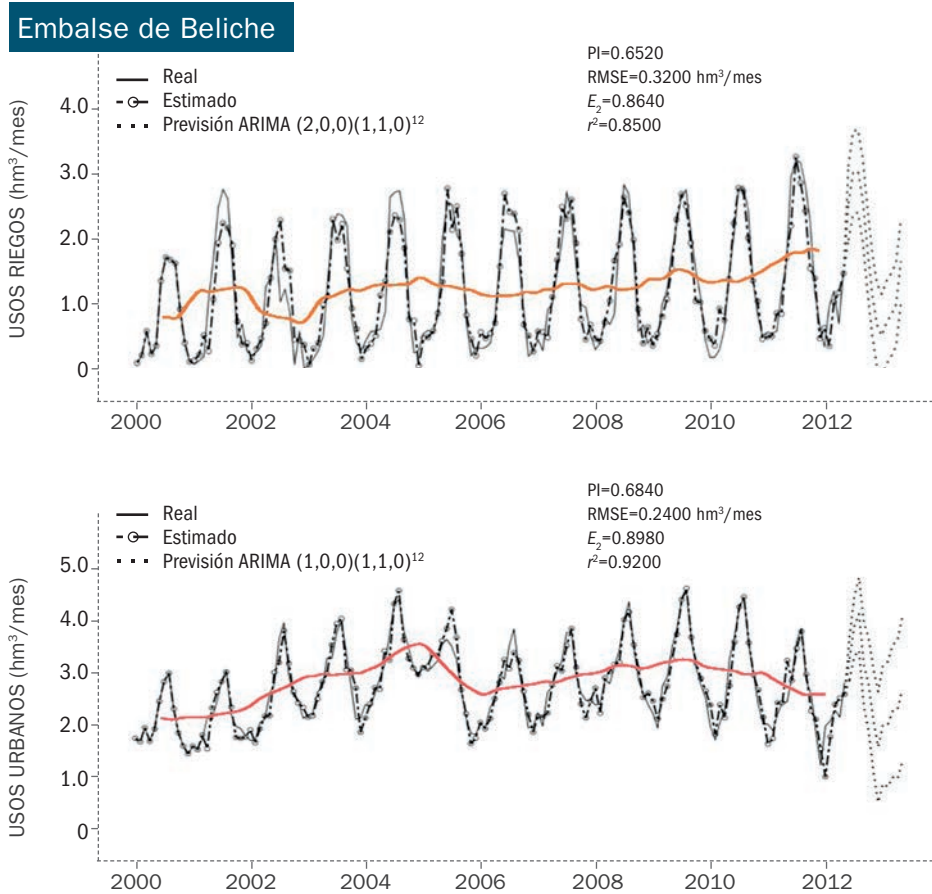 Embalse de Beliche
USOS RIEGOS (hm³/mes)
Real
Estimado
Previsión ARIMA (2,0,0)(1,1,0)¹²
PI=0.6520
RMSE=0.3200 hm³/mes
E₂=0.8640
r²=0.8500
4.0
3.0
2.0
1.0
0
2000 2002 2004 2006 2008 2010 2012
USOS URBANOS (hm³/mes)
Real
Estimado
Previsión ARIMA (1,0,0)(1,1,0)¹²
PI=0.6840
RMSE=0.2400 hm³/mes
E₂=0.8980
r²=0.9200
5.0
4.0
3.0
2.0
1.0
0
2000 2002 2004 2006 2008 2010 2012